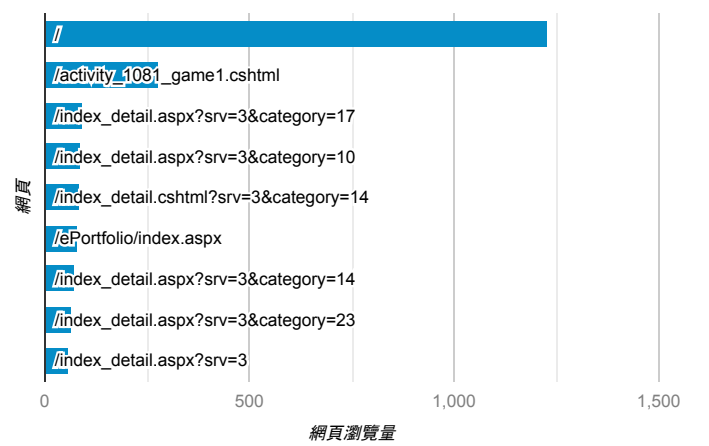 /
/activity_1081_game1.cshtml
/index_detail.aspx?srv=3&category=17
/index_detail.aspx?srv=3&category=10
/index_detail.cshtml?srv=3&category=14
/ePortfolio/index.aspx
/index_detail.aspx?srv=3&category=14
/index_detail.aspx?srv=3&category=23
/index_detail.aspx?srv=3
網頁
0 500 1,000 1,500
網頁瀏覽量